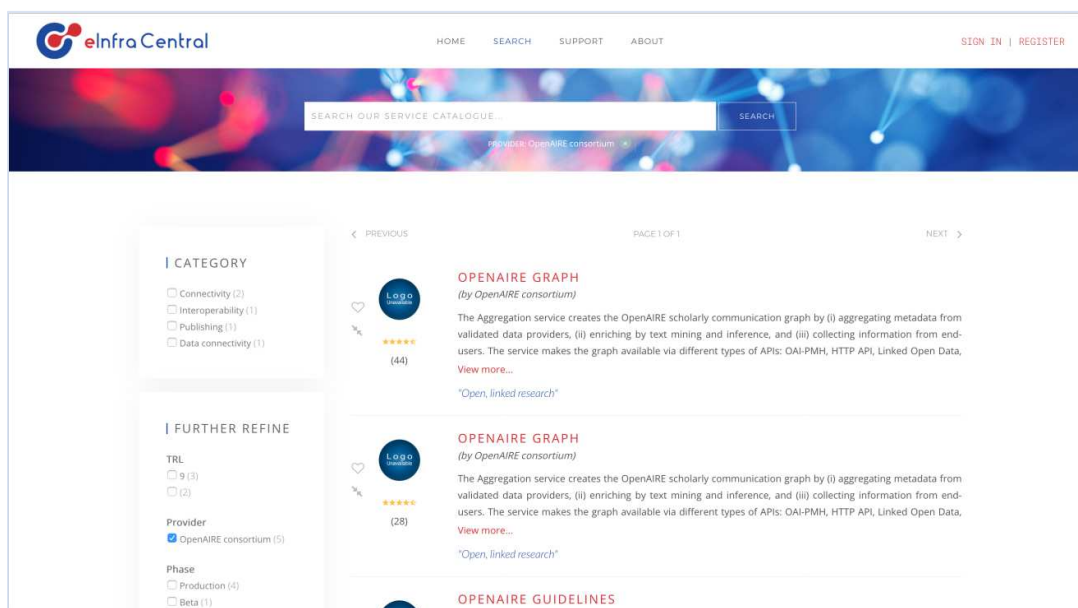 eInfraCentral
HOME SEARCH SUPPORT ABOUT
SIGN IN | REGISTER
SEARCH OUR SERVICE CATALOGUE...
SEARCH
PROVIDER: OpenAIRE consortium
CATEGORY
Connectivity (2)
Interoperability (1)
Publishing (1)
Data connectivity (1)
FURTHER REFINE
TRL
9 (3)
(2)
Provider
OpenAIRE consortium (5)
Phase
Production (4)
Beta (1)
PREVIOUS
PAGE 1 OF 1
NEXT
Logo
Unavailable
(44)
OPENAIRE GRAPH
(by OpenAIRE consortium)
The Aggregation service creates the OpenAIRE scholarly communication graph by (i) aggregating metadata from
validated data providers, (ii) enriching by text mining and inference, and (iii) collecting information from end-
users. The service makes the graph available via different types of APIs: OAI-PMH, HTTP API, Linked Open Data,
View more...
"Open, linked research"
Logo
Unavailable
(28)
OPENAIRE GRAPH
(by OpenAIRE consortium)
The Aggregation service creates the OpenAIRE scholarly communication graph by (i) aggregating metadata from
validated data providers, (ii) enriching by text mining and inference, and (iii) collecting information from end-
users. The service makes the graph available via different types of APIs: OAI-PMH, HTTP API, Linked Open Data,
View more...
"Open, linked research"
OPENAIRE GUIDELINES